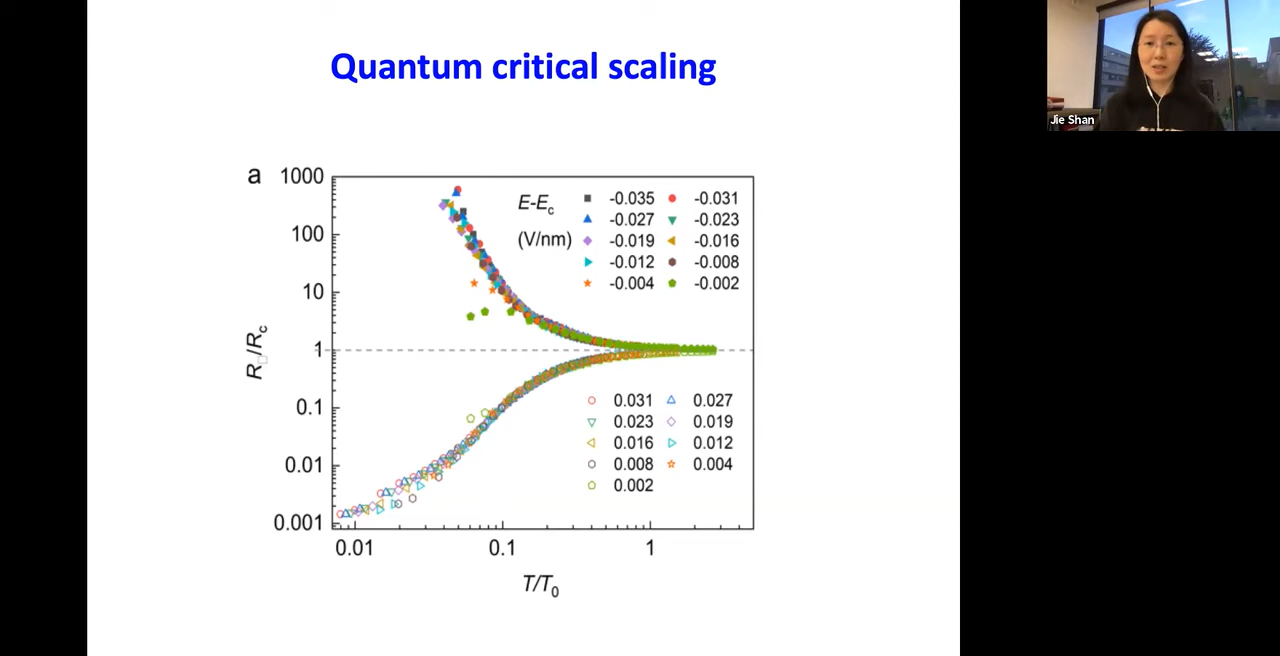 Quantum critical scaling
Jie Shan
a
1000
100
10
1
0.1
0.01
0.001
R□/Rc
E-Ec
(V/nm)
-0.035 -0.031
-0.027 -0.023
-0.019 -0.016
-0.012 -0.008
-0.004 -0.002
0.031 0.027
0.023 0.019
0.016 0.012
0.008 0.004
0.002
0.01 0.1 1
T/T0